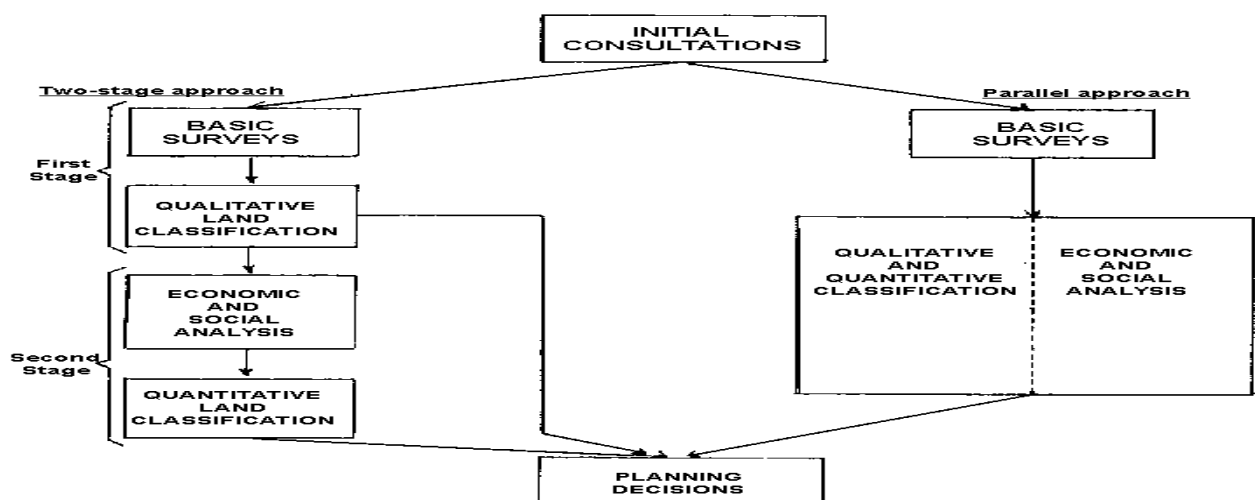 INITIAL
CONSULTATIONS
Two-stage approach
Parallel approach
BASIC
SURVEYS
First
Stage
QUALITATIVE
LAND
CLASSIFICATION
ECONOMIC
AND
SOCIAL
ANALYSIS
Second
Stage
QUANTITATIVE
LAND
CLASSIFICATION
BASIC
SURVEYS
QUALITATIVE
AND
QUANTITATIVE
CLASSIFICATION
ECONOMIC
AND
SOCIAL
ANALYSIS
PLANNING
DECISIONS